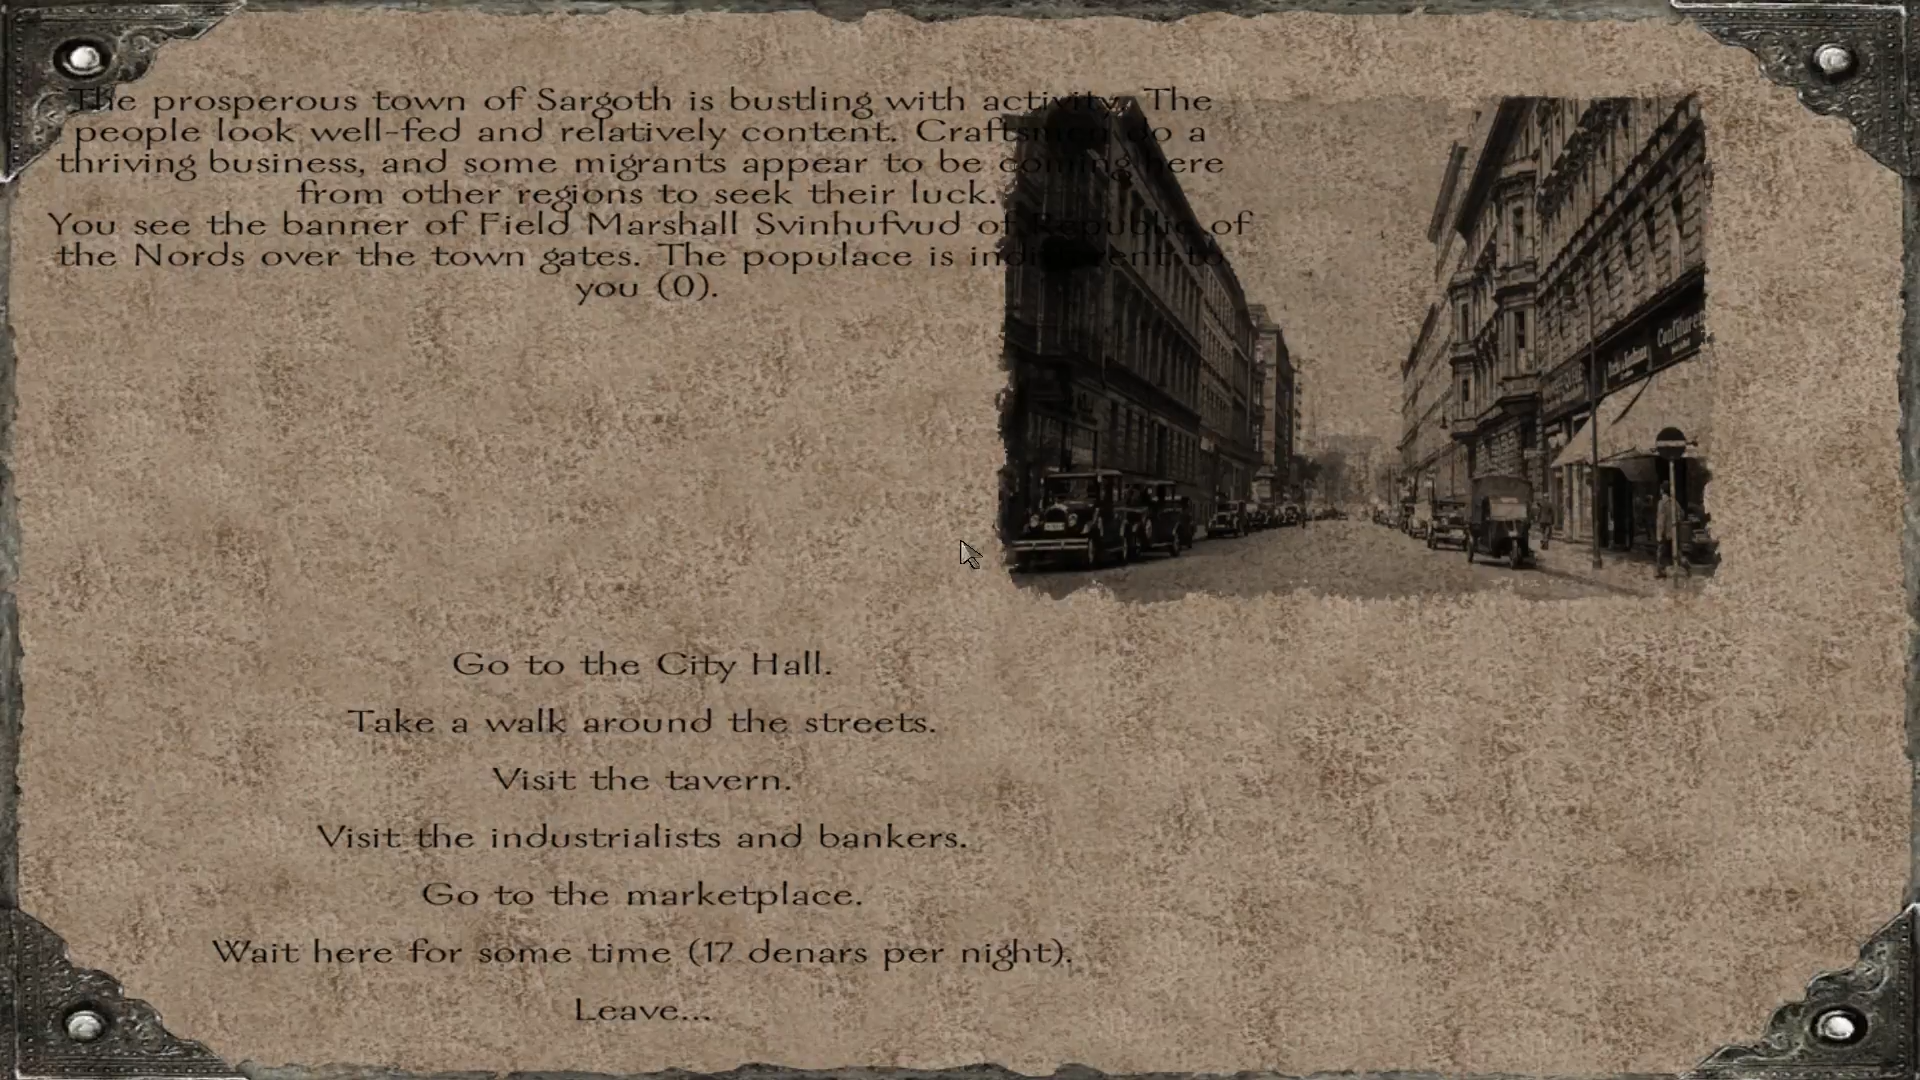 The prosperous town of Sargoth is bustling with activity. The
people look well-fed and relatively content. Craftsmen do a
thriving business, and some migrants appear to be coming here
from other regions to seek their luck.
You see the banner of Field Marshall Svinhufvud of Republic of
the Nords over the town gates. The populace is indifferent to
you (0).
Go to the City Hall.
Take a walk around the streets.
Visit the tavern.
Visit the industrialists and bankers.
Go to the marketplace.
Wait here for some time (17 denars per night).
Leave...